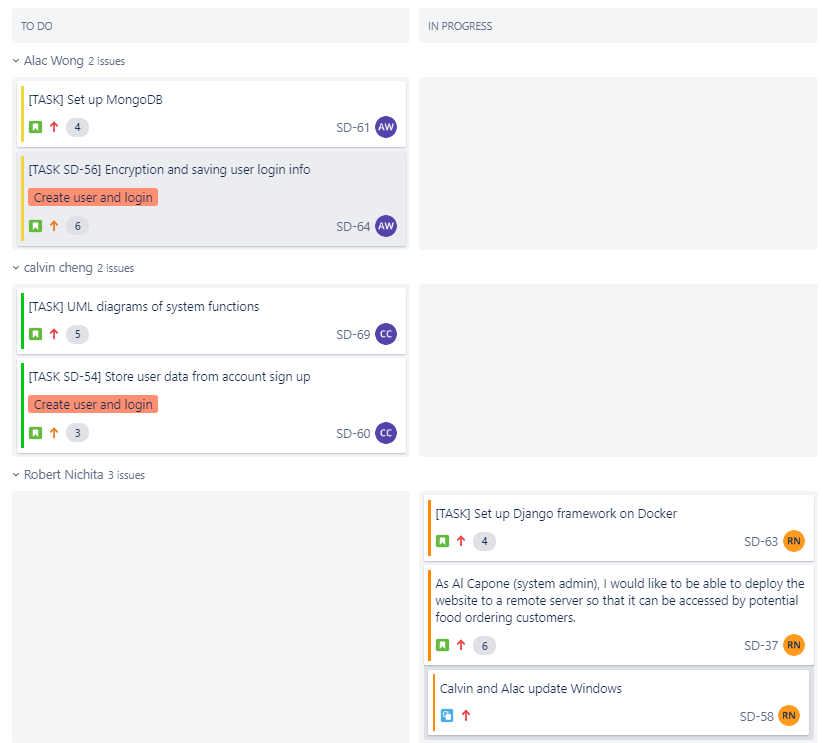 TO DO
IN PROGRESS
Alac Wong 2 issues
[TASK] Set up MongoDB
4
SD-61 AW
[TASK SD-56] Encryption and saving user login info
Create user and login
6
SD-64 AW
calvin cheng 2 issues
[TASK] UML diagrams of system functions
5
SD-69 CC
[TASK SD-54] Store user data from account sign up
Create user and login
3
SD-60 CC
Robert Nichita 3 issues
[TASK] Set up Django framework on Docker
4
SD-63 RN
As Al Capone (system admin), I would like to be able to deploy the
website to a remote server so that it can be accessed by potential
food ordering customers.
6
SD-37 RN
Calvin and Alac update Windows
SD-58 RN